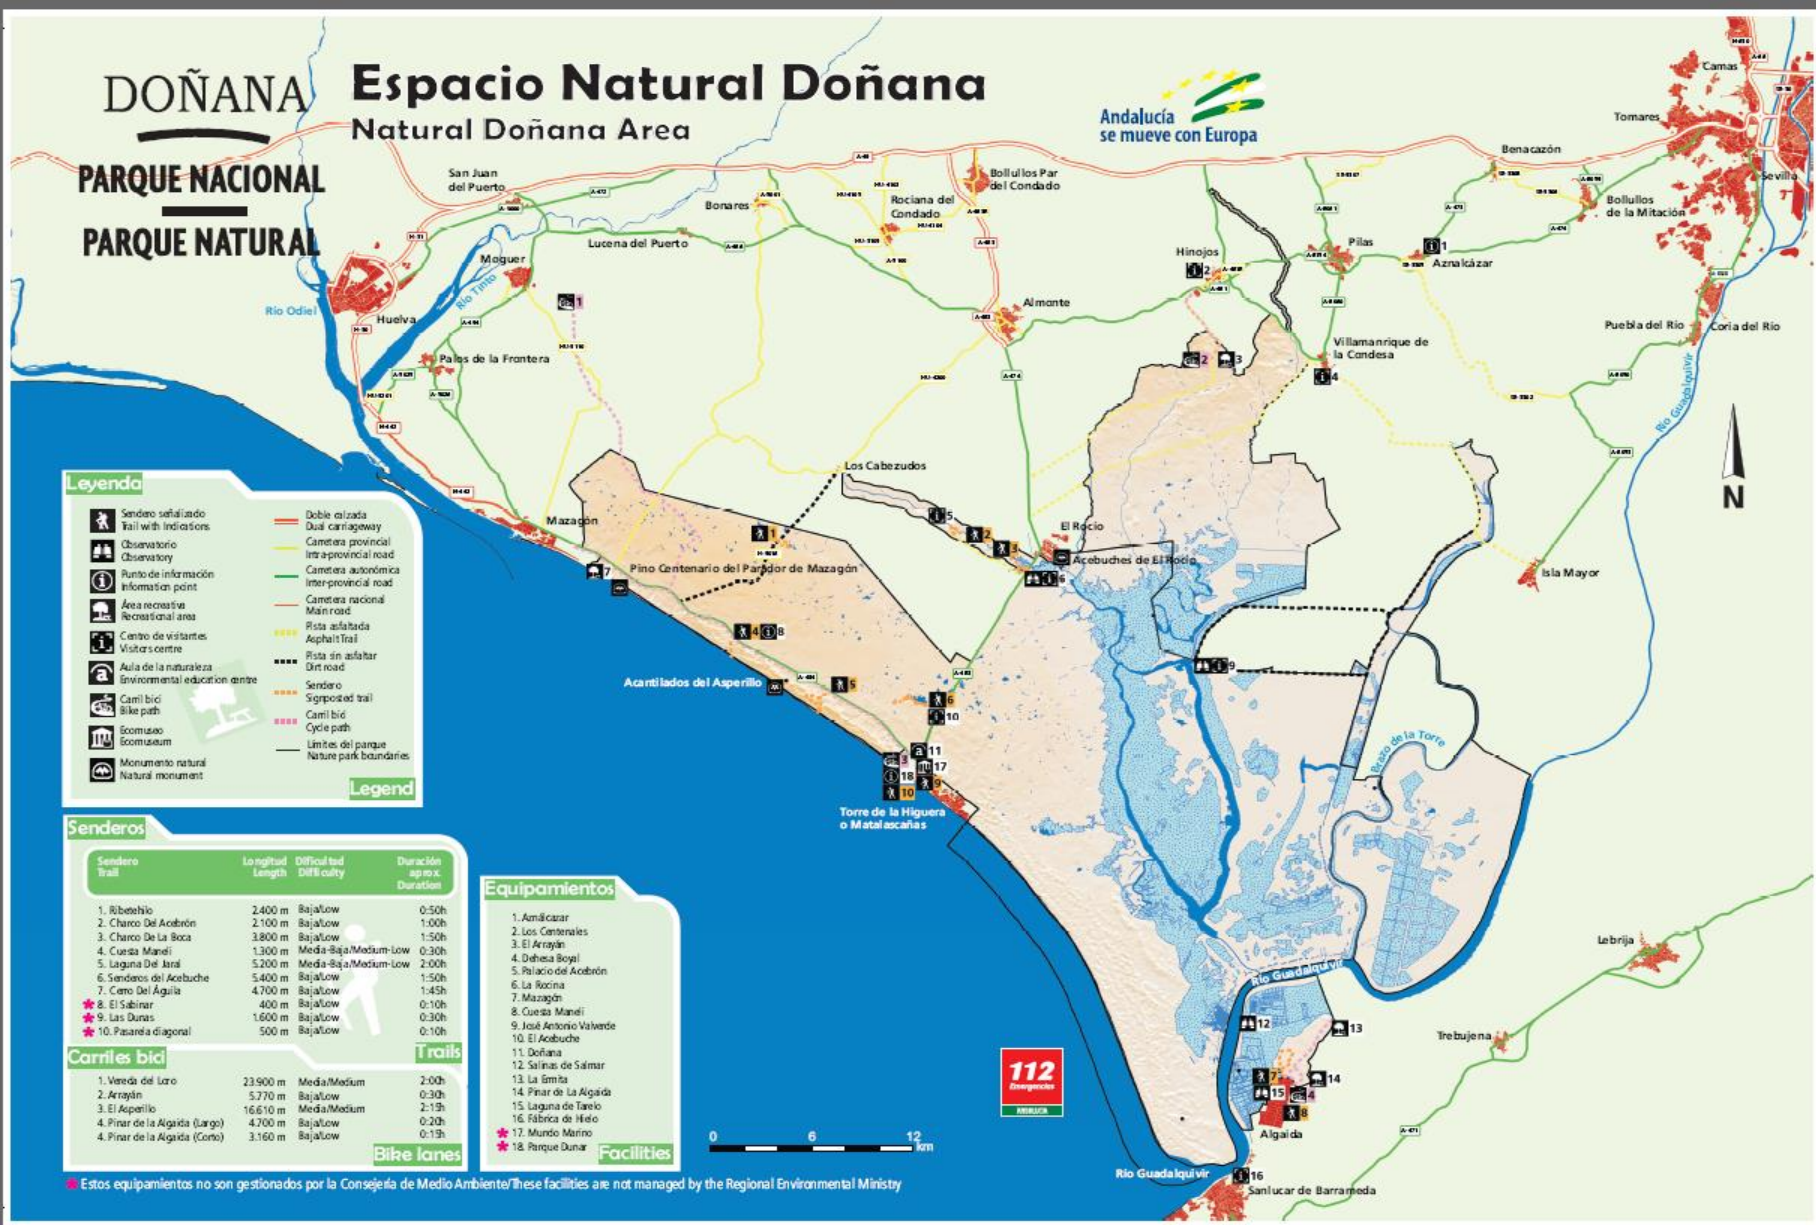 DOÑANA
PARQUE NACIONAL
PARQUE NATURAL
Espacio Natural Doñana
Natural Doñana Area
Andalucía
se mueve con Europa
Camas
Tomares
Sevilla
Benacazón
Bollullos
de la Mitación
San Juan
del Puerto
Bonares
Rociana del
Condado
Bollullos Par
del Condado
Lucena del Puerto
Moguer
Río Tinto
Río Odiel
Huelva
Palos de la Frontera
Hinojos
Pilas
Aznalcázar
Almonte
Villamanrique de
la Condesa
Puebla del Río
Coria del Río
Río Guadalquivir
N
Los Cabezudos
Mazagón
El Rocío
Acebuches de El Rocío
Pino Centenario del Parador de Mazagón
Isla Mayor
Acantilados del Asperillo
Brazo de la Torre
Torre de la Higuera
o Matalascañas
Río Guadalquivir
Lebrija
Trebujena
Algaida
Río Guadalquivir
Sanlucar de Barrameda
A-49
A-472
A-474
A-483
A-494
A-481
A-471
H-31
N-442
Leyenda
Sendero señalizado
Trail with Indications
Observatorio
Observatory
Punto de información
Information point
Área recreativa
Recreational area
Centro de visitantes
Visitors centre
Aula de la naturaleza
Environmental education centre
Carril bici
Bike path
Ecomuseo
Ecomuseum
Monumento natural
Natural monument
Doble calzada
Dual carriageway
Carretera provincial
Intra-provincial road
Carretera autonómica
Inter-provincial road
Carretera nacional
Main road
Pista asfaltada
Asphalt Trail
Pista sin asfaltar
Dirt road
Sendero
Signposted trail
Carril bici
Cycle path
Límites del parque
Nature park boundaries
Legend
Senderos
Sendero Longitud Dificultad Duración
Trail Length Difficulty aprox.
Duration
1. Ribetehilo 2.400 m Baja/Low 0:50h
2. Charco Del Acebrón 2.100 m Baja/Low 1:00h
3. Charco De La Boca 3.800 m Baja/Low 1:50h
4. Cuesta Maneli 1.300 m Media-Baja/Medium-Low 0:30h
5. Laguna Del Jaral 5.200 m Media-Baja/Medium-Low 2:00h
6. Senderos del Acebuche 5.400 m Baja/Low 1:50h
7. Cerro Del Águila 4.700 m Baja/Low 1:45h
* 8. El Sabinar 400 m Baja/Low 0:10h
* 9. Las Dunas 1.600 m Baja/Low 0:30h
* 10. Pasarela diagonal 500 m Baja/Low 0:10h
Trails
Carriles bici
1. Vereda del Loro 23.900 m Media/Medium 2:00h
2. Arrayán 5.770 m Baja/Low 0:30h
3. El Asperillo 16.610 m Media/Medium 2:15h
4. Pinar de la Algaida (Largo) 4.700 m Baja/Low 0:20h
4. Pinar de la Algaida (Corto) 3.160 m Baja/Low 0:15h
Bike lanes
Equipamientos
1. Aznalcazar
2. Los Centenales
3. El Arrayán
4. Dehesa Boyal
5. Palacio del Acebrón
6. La Rocina
7. Mazagón
8. Cuesta Maneli
9. José Antonio Valverde
10. El Acebuche
11. Doñana
12. Salinas de Salmar
13. La Ermita
14. Pinar de La Algaida
15. Laguna de Tarelo
16. Fábrica de Hielo
* 17. Mundo Marino
* 18. Parque Dunar
Facilities
112
Emergencias
ANDALUCÍA
0 6 12
km
* Estos equipamientos no son gestionados por la Consejería de Medio Ambiente/These facilities are not managed by the Regional Environmental Ministry